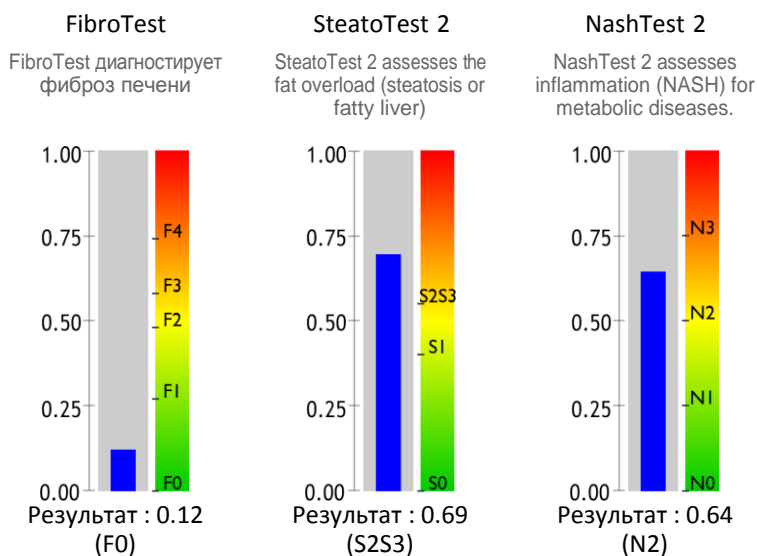 FibroTest
FibroTest диагностирует
фиброз печени
1.00
0.75
0.50
0.25
0.00
F4
F3
F2
F1
F0
Результат : 0.12
(F0)
SteatoTest 2
SteatoTest 2 assesses the
fat overload (steatosis or
fatty liver)
1.00
0.75
0.50
0.25
0.00
S2S3
S1
S0
Результат : 0.69
(S2S3)
NashTest 2
NashTest 2 assesses
inflammation (NASH) for
metabolic diseases.
1.00
0.75
0.50
0.25
0.00
N3
N2
N1
N0
Результат : 0.64
(N2)